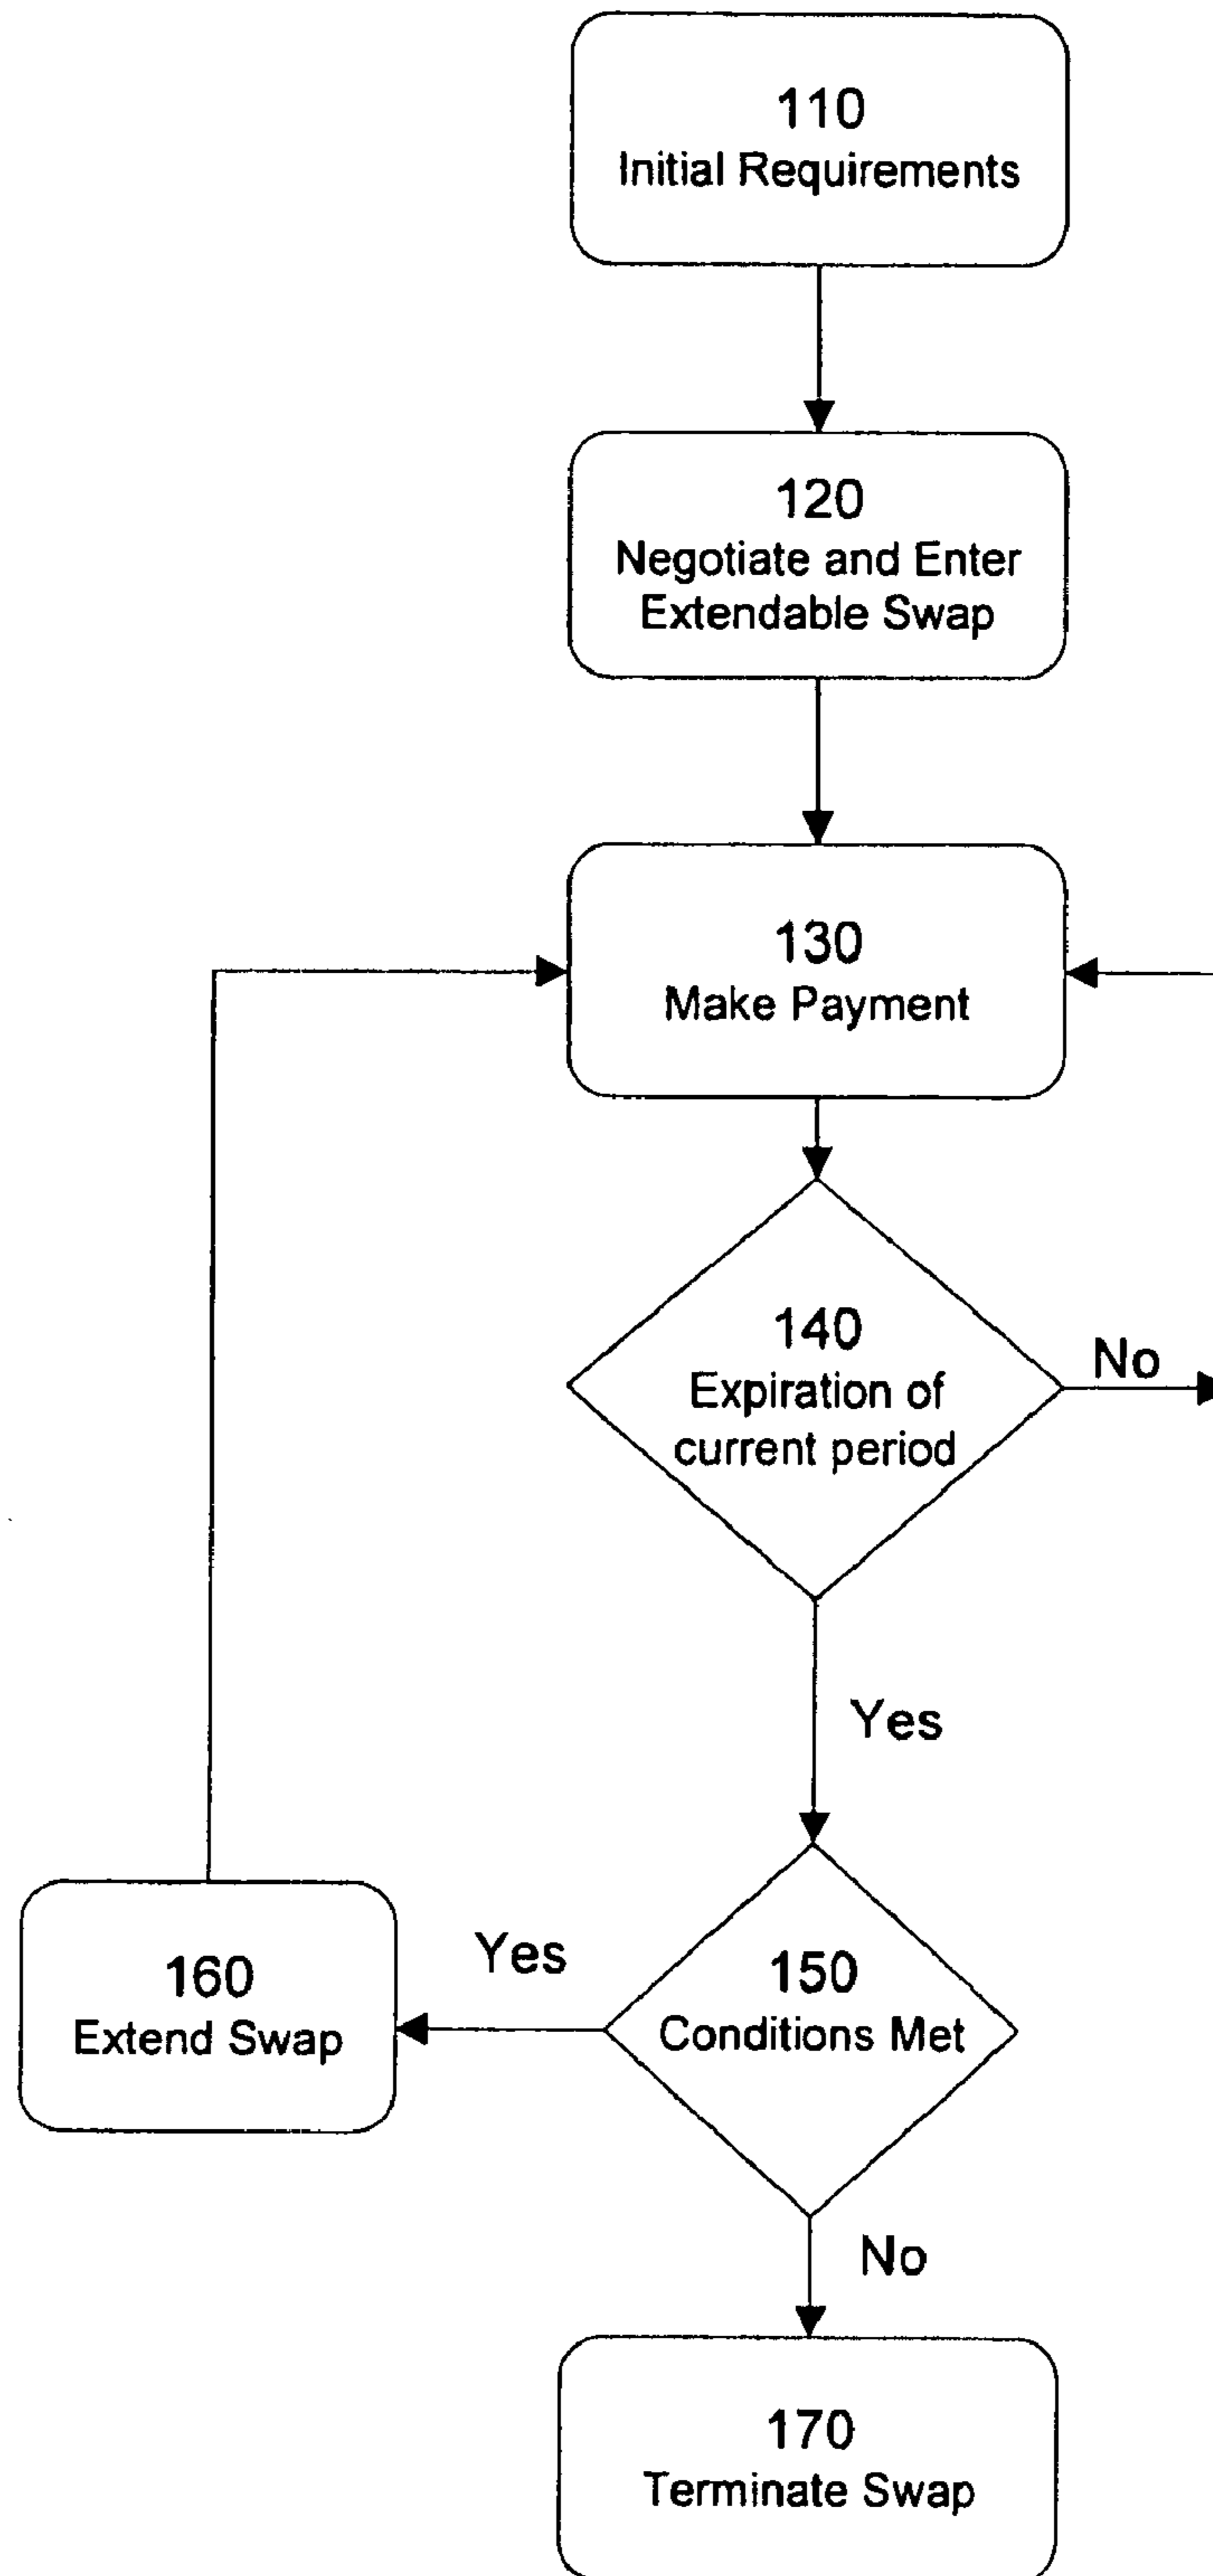 110
Initial Requirements
120
Negotiate and Enter
Extendable Swap
130
Make Payment
140
Expiration of
current period
No
Yes
160
Extend Swap
Yes
150
Conditions Met
No
170
Terminate Swap